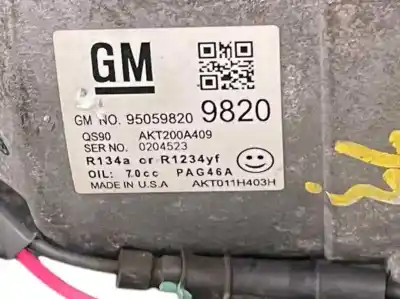 GM
GM NO. 95059820 9820
QS90 AKT200A409
SER NO. 0204523
R134a or R1234yf
OIL: 70cc PAG46A
MADE IN U.S.A AKT011H403H